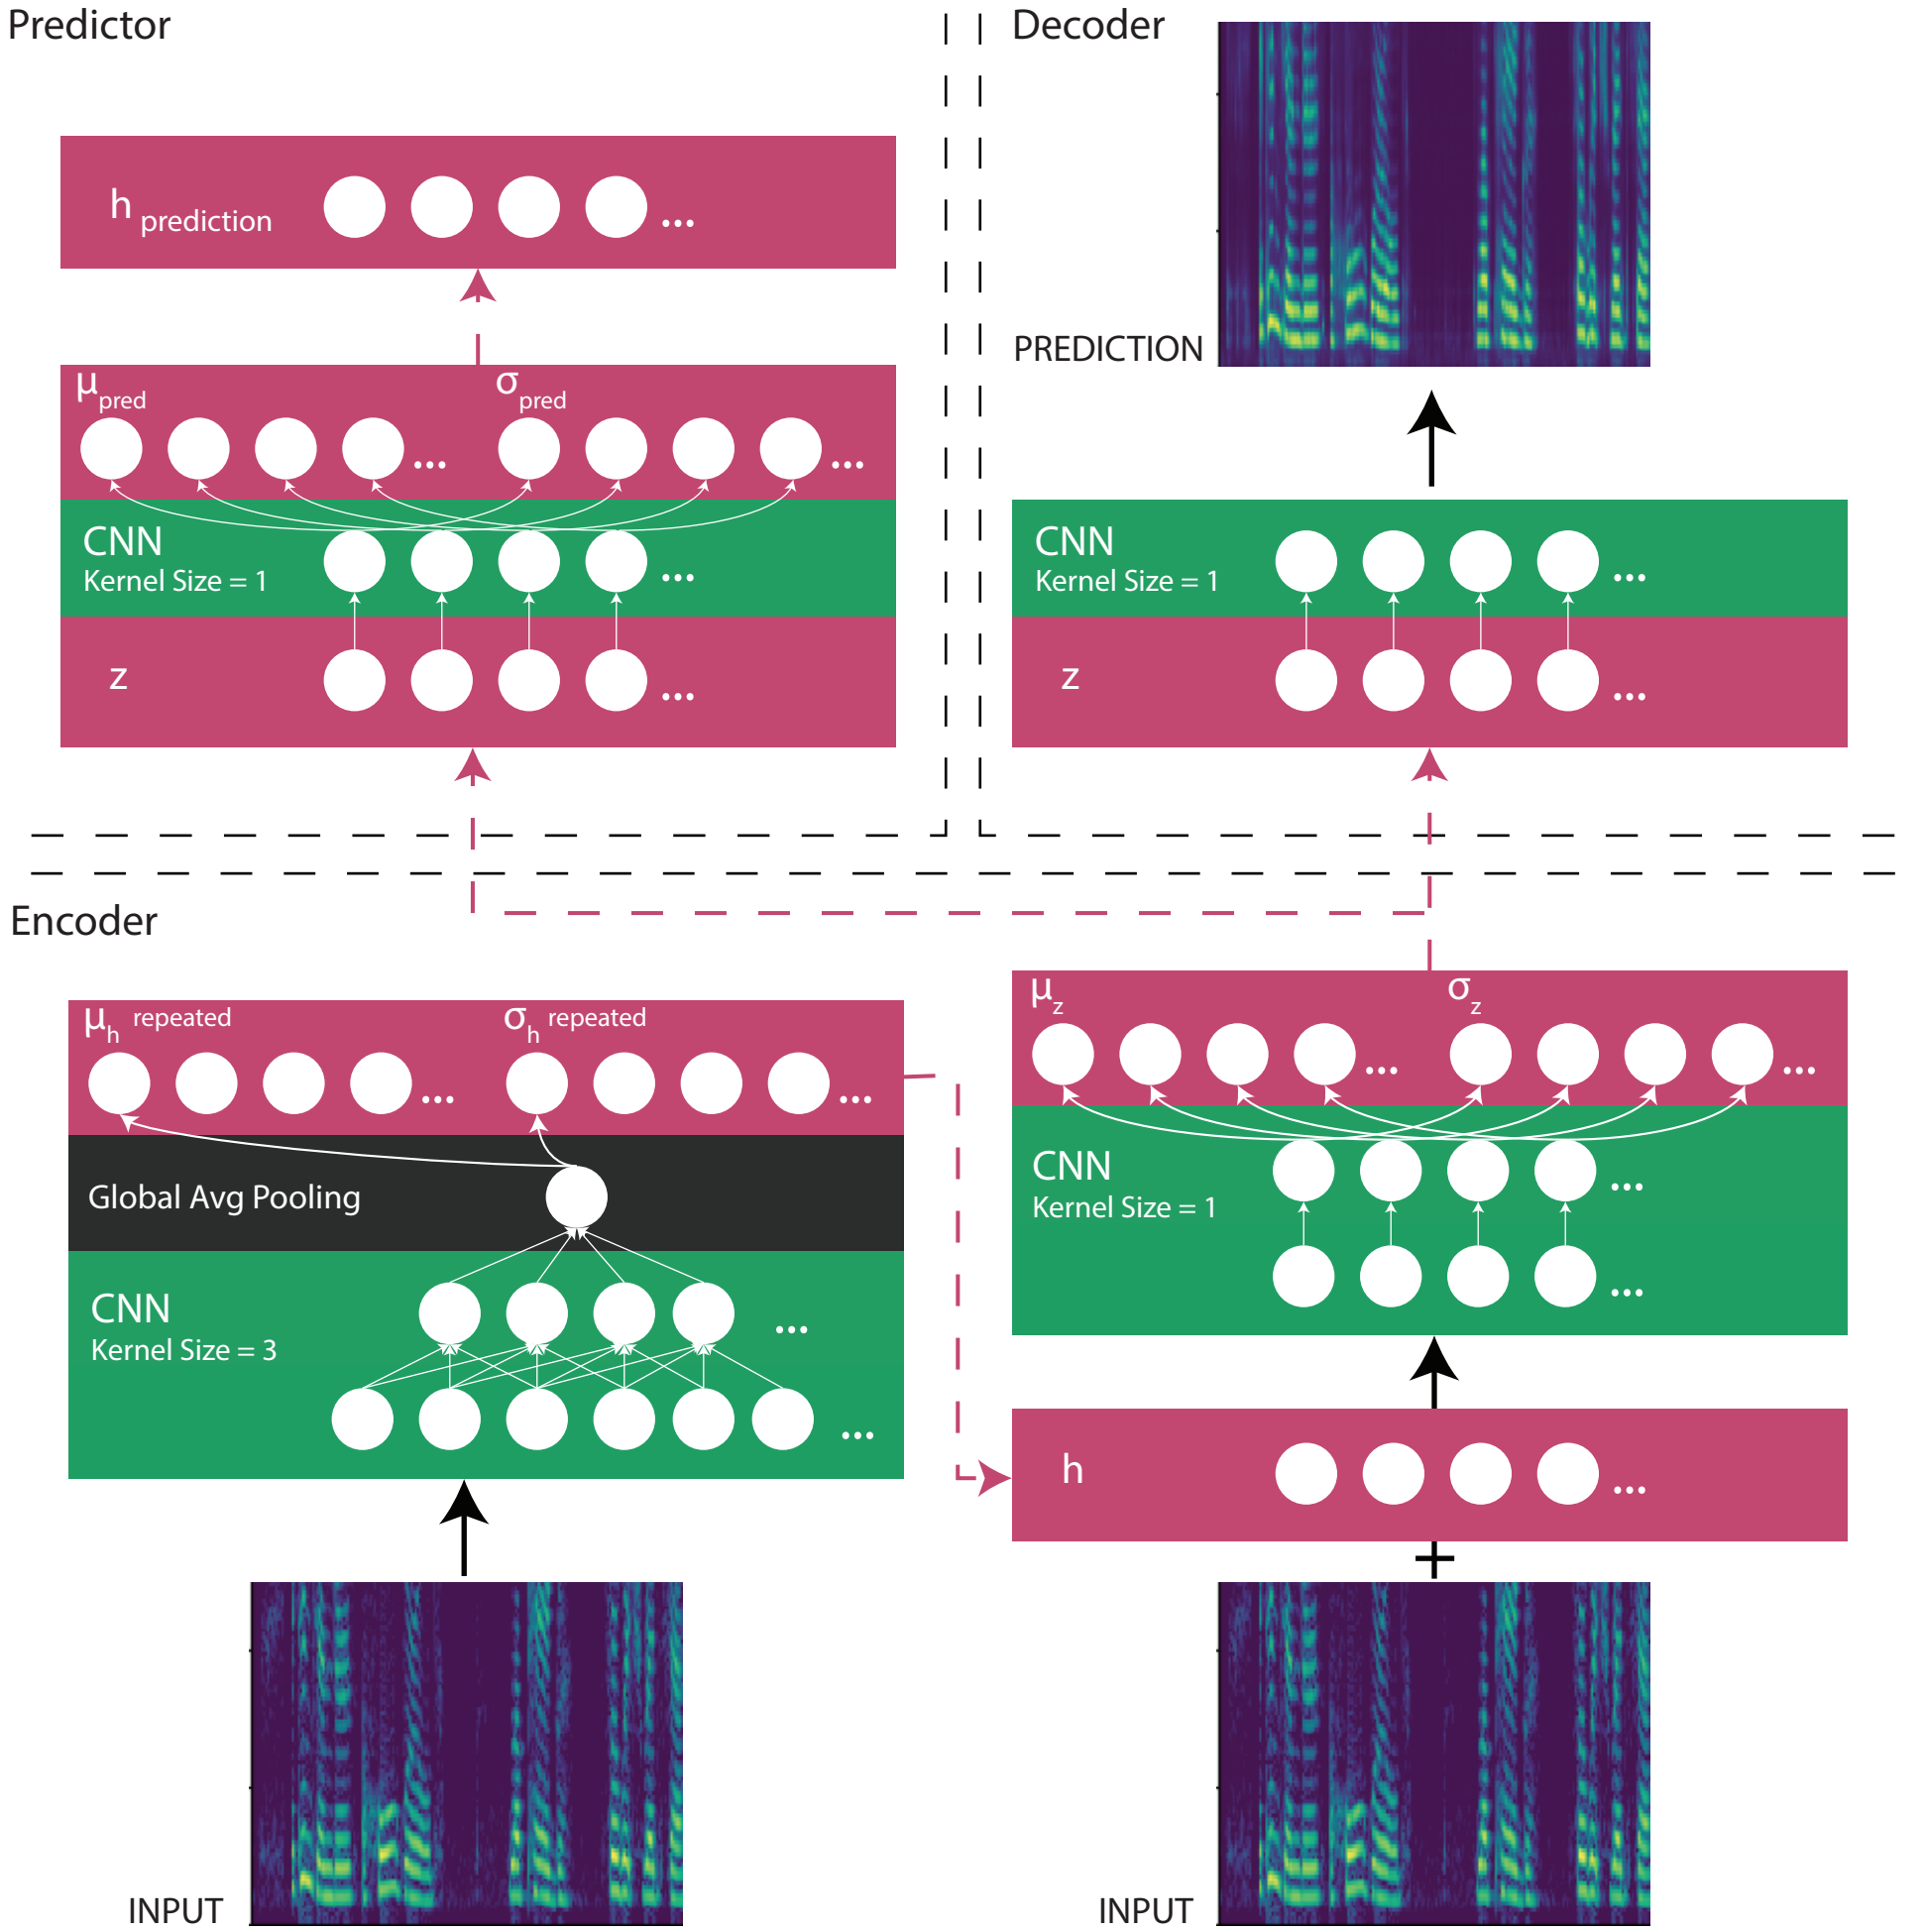 Predictor
h prediction
...
μ pred σ pred
... ...
CNN
Kernel Size = 1
...
z
...
Decoder
PREDICTION
CNN
Kernel Size = 1
...
z
...
Encoder
μ h repeated σ h repeated
... ...
Global Avg Pooling
CNN
Kernel Size = 3
...
...
INPUT
μ z σ z
... ...
CNN
Kernel Size = 1
...
...
h
...
+
INPUT